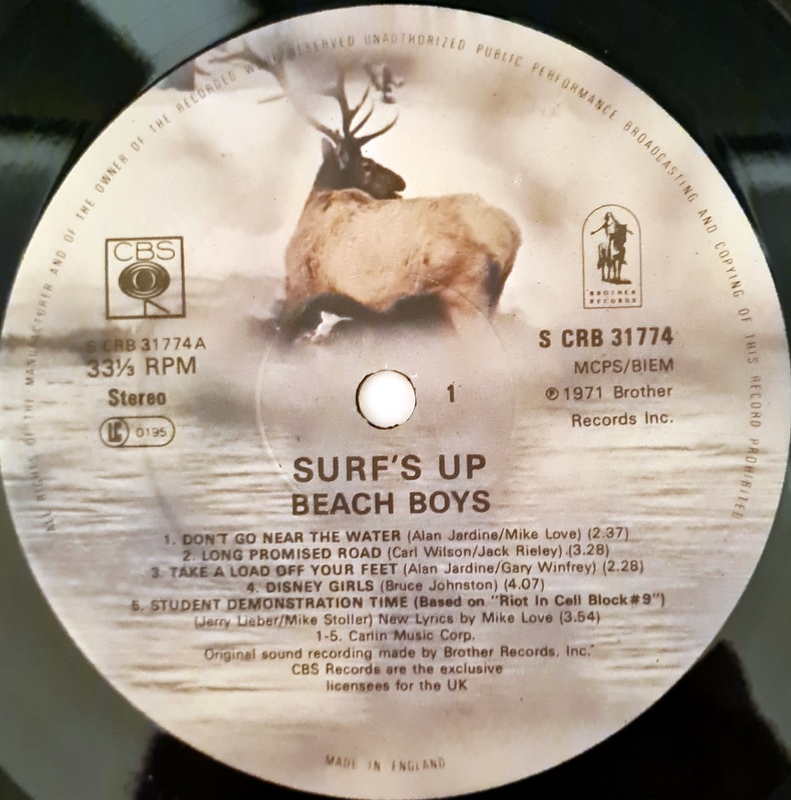 ALL RIGHTS OF THE MANUFACTURER AND OF THE OWNER OF THE RECORDED WORK RESERVED UNAUTHORIZED PUBLIC PERFORMANCE BROADCASTING AND COPYING OF THIS RECORD PROHIBITED
CBS
BROTHER
RECORDS
S CRB 31774A
33⅓ RPM
Stereo
LC 0195
S CRB 31774
MCPS/BIEM
℗ 1971 Brother
Records Inc.
1
SURF'S UP
BEACH BOYS
1. DON'T GO NEAR THE WATER (Alan Jardine/Mike Love) (2.37)
2. LONG PROMISED ROAD (Carl Wilson/Jack Rieley) (3.28)
3. TAKE A LOAD OFF YOUR FEET (Alan Jardine/Gary Winfrey) (2.28)
4. DISNEY GIRLS (Bruce Johnston) (4.07)
5. STUDENT DEMONSTRATION TIME (Based on "Riot In Cell Block#9")
(Jerry Lieber/Mike Stoller) New Lyrics by Mike Love (3.54)
1-5. Carlin Music Corp.
Original sound recording made by Brother Records, Inc.
CBS Records are the exclusive
licensees for the UK
MADE IN ENGLAND